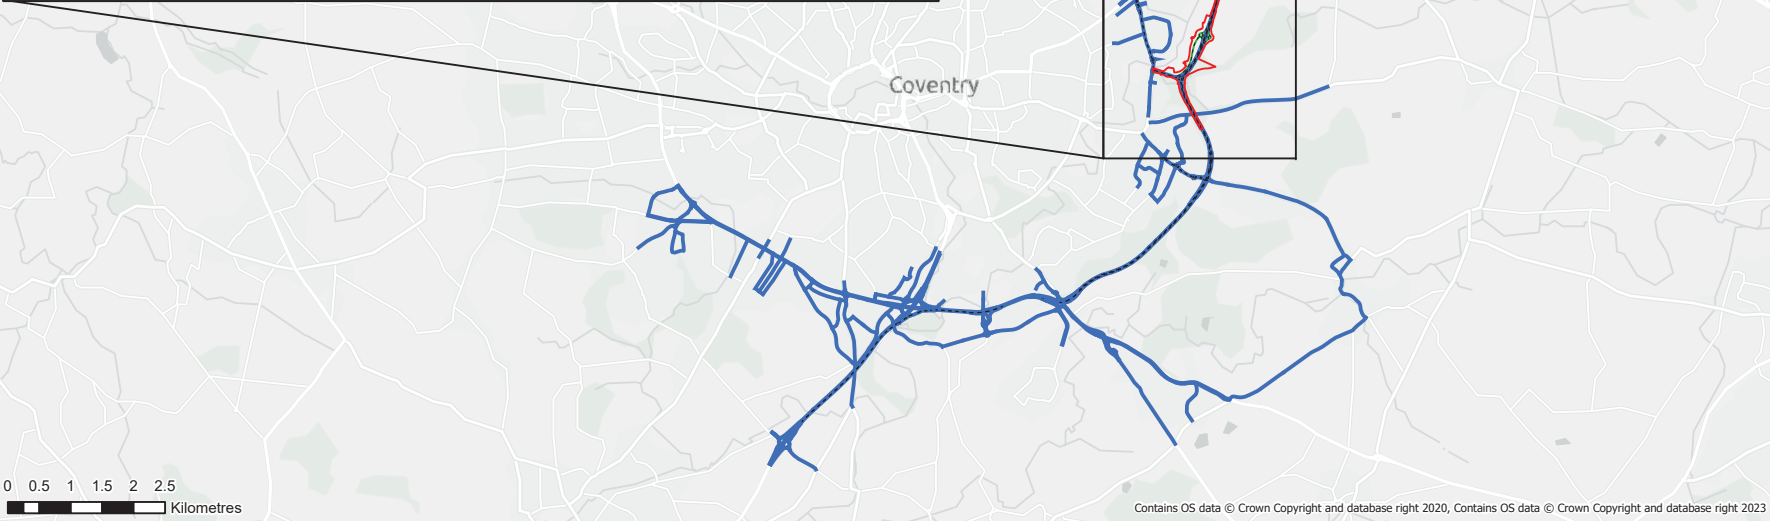 Coventry
0 0.5 1 1.5 2 2.5
Kilometres
Contains OS data © Crown Copyright and database right 2020, Contains OS data © Crown Copyright and database right 2023